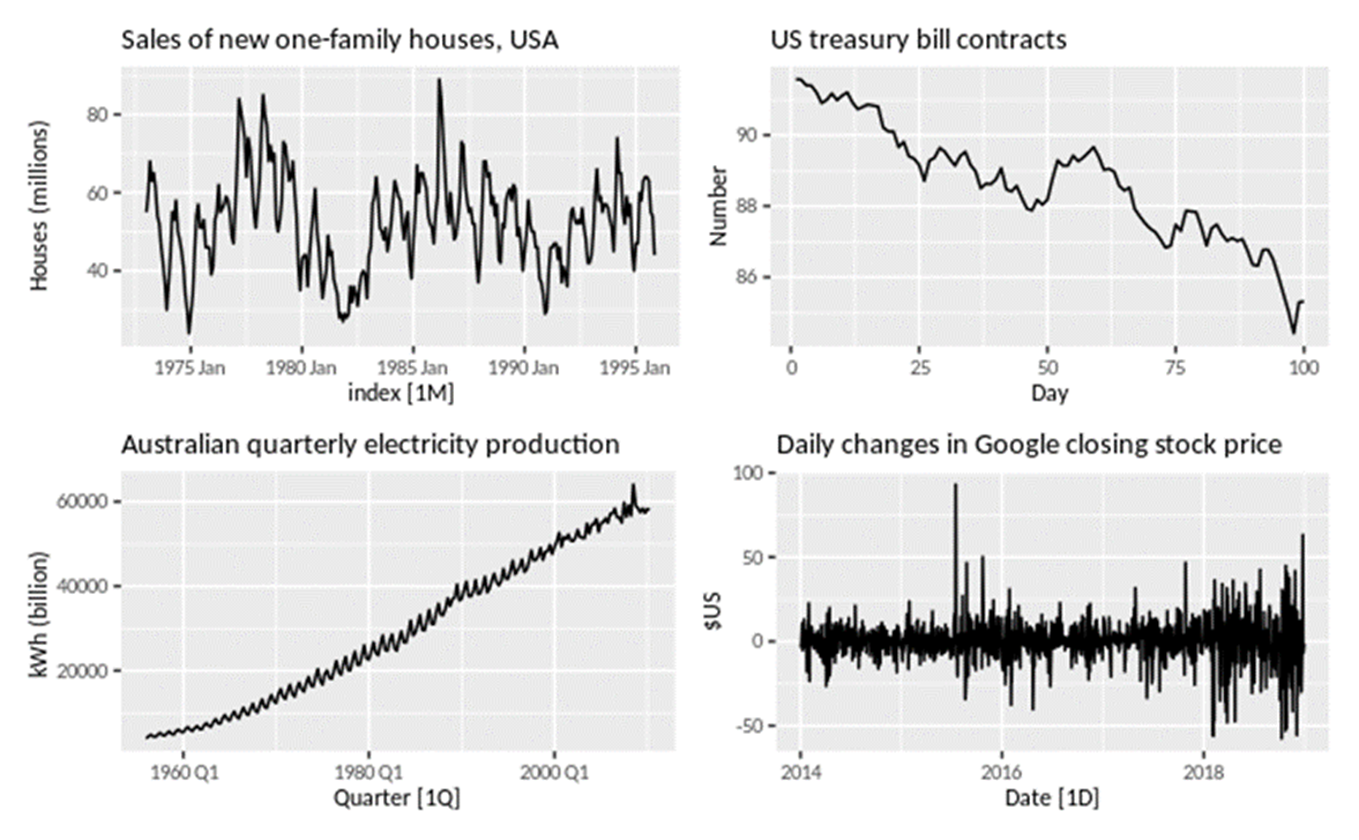 Sales of new one-family houses, USA
Houses (millions)
80
60
40
1975 Jan 1980 Jan 1985 Jan 1990 Jan 1995 Jan
index [1M]
US treasury bill contracts
Number
90
88
86
0 25 50 75 100
Day
Australian quarterly electricity production
kWh (billion)
60000
40000
20000
1960 Q1 1980 Q1 2000 Q1
Quarter [1Q]
Daily changes in Google closing stock price
$US
100
50
0
-50
2014 2016 2018
Date [1D]